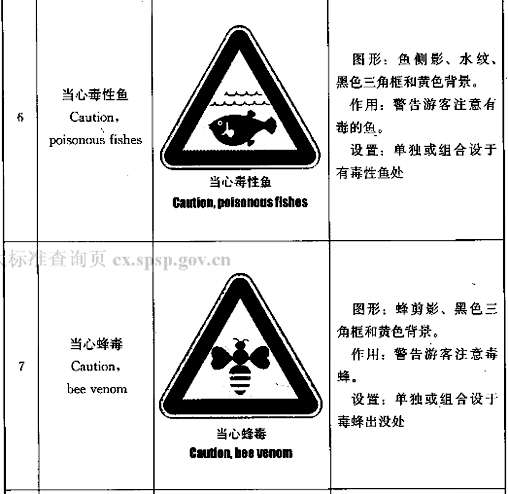 6
当心毒性鱼
Caution,
poisonous fishes
当心毒性鱼
Caution, poisonous fishes
图形：鱼侧影、水纹、
黑色三角框和黄色背景。
作用：警告游客注意有
毒的鱼。
设置：单独或组合设于
有毒性鱼处
标准查询页 cx.spsp.gov.cn
7
当心蜂毒
Caution,
bee venom
当心蜂毒
Caution, bee venom
图形：蜂剪影、黑色三
角框和黄色背景。
作用：警告游客注意毒
蜂。
设置：单独或组合设于
毒蜂出没处